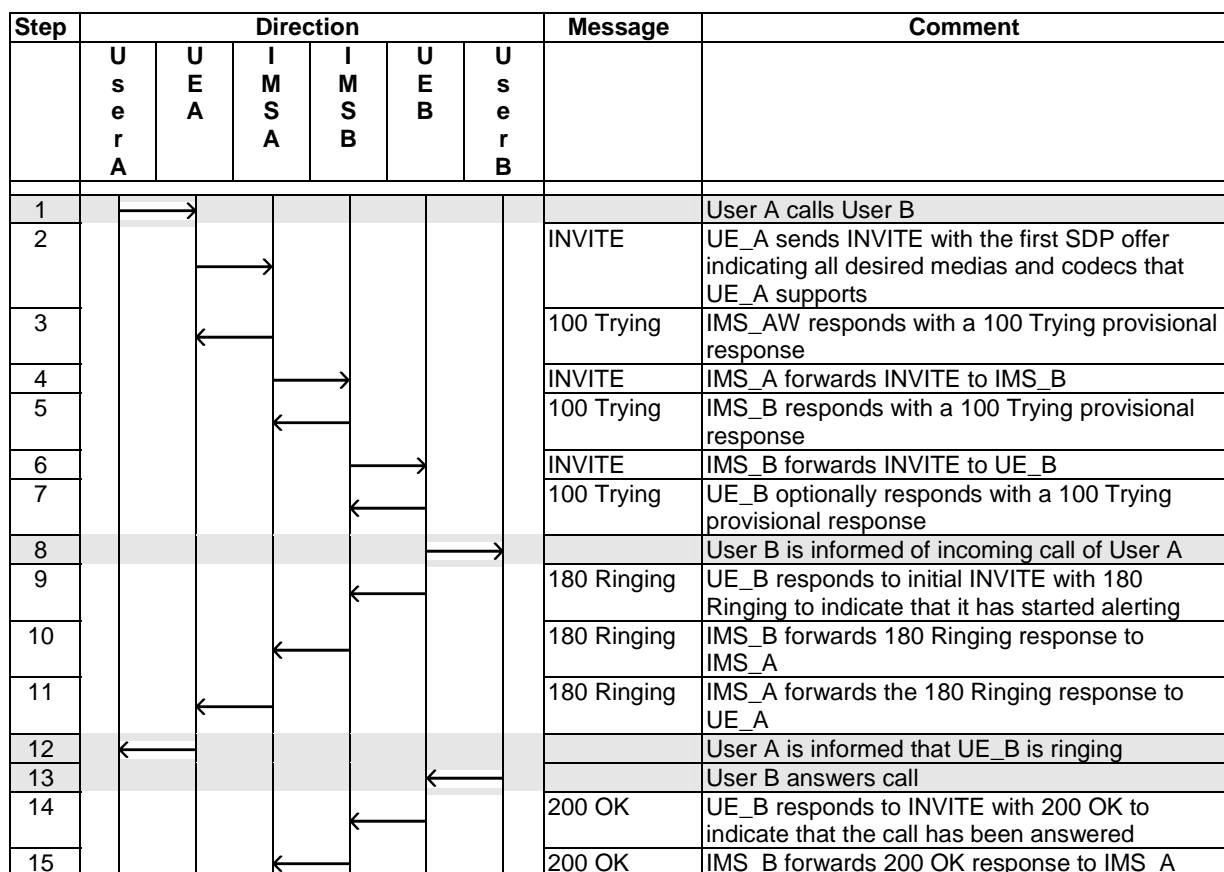 Step Direction Message Comment
User A UE A IMS A IMS B UE B User B
1 User A calls User B
2 INVITE UE_A sends INVITE with the first SDP offer
indicating all desired medias and codecs that
UE_A supports
3 100 Trying IMS_AW responds with a 100 Trying provisional
response
4 INVITE IMS_A forwards INVITE to IMS_B
5 100 Trying IMS_B responds with a 100 Trying provisional
response
6 INVITE IMS_B forwards INVITE to UE_B
7 100 Trying UE_B optionally responds with a 100 Trying
provisional response
8 User B is informed of incoming call of User A
9 180 Ringing UE_B responds to initial INVITE with 180
Ringing to indicate that it has started alerting
10 180 Ringing IMS_B forwards 180 Ringing response to
IMS_A
11 180 Ringing IMS_A forwards the 180 Ringing response to
UE_A
12 User A is informed that UE_B is ringing
13 User B answers call
14 200 OK UE_B responds to INVITE with 200 OK to
indicate that the call has been answered
15 200 OK IMS_B forwards 200 OK response to IMS_A